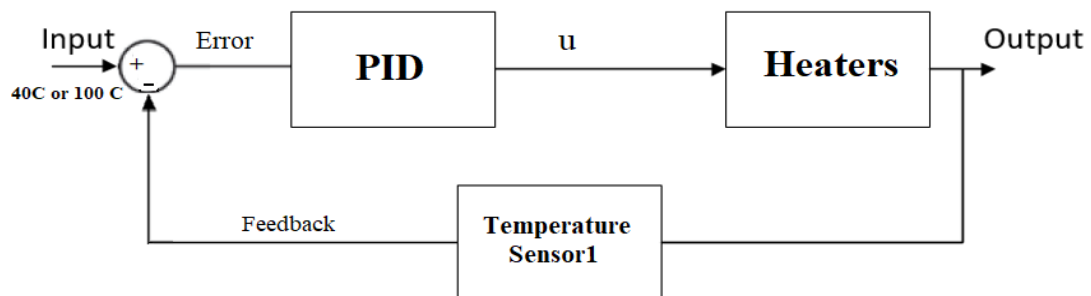 Input
40C or 100 C
+
-
Error
PID
u
Heaters
Output
Feedback
Temperature
Sensor1